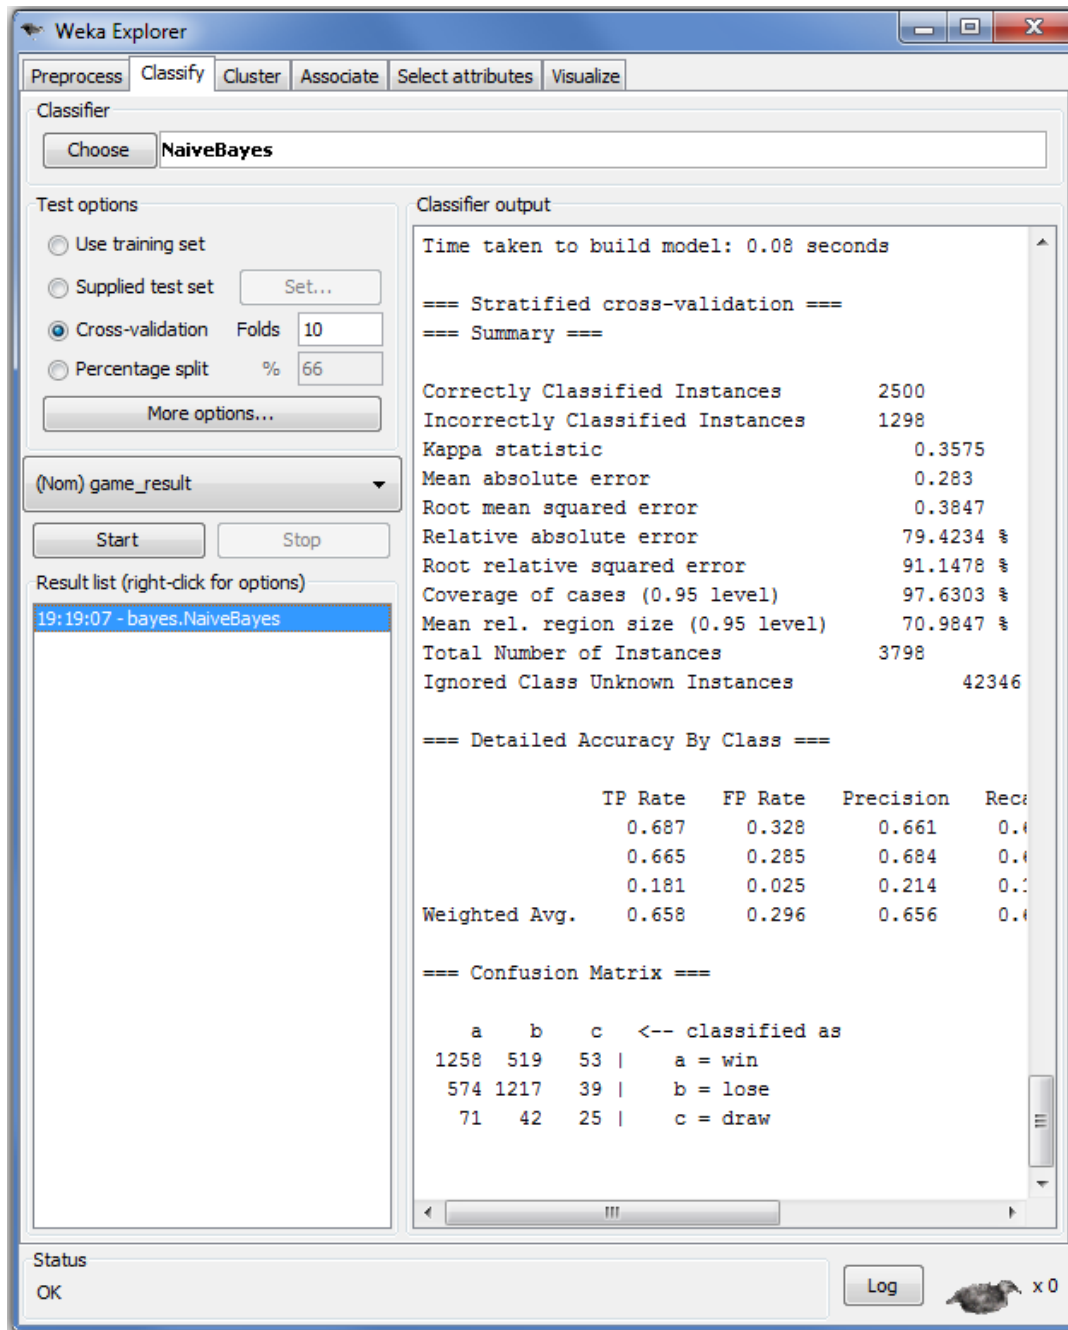 Weka Explorer
Preprocess Classify Cluster Associate Select attributes Visualize
Classifier
Choose NaiveBayes
Test options
Use training set
Supplied test set Set...
Cross-validation Folds 10
Percentage split % 66
More options...
(Nom) game_result
Start Stop
Result list (right-click for options)
19:19:07 - bayes.NaiveBayes
Classifier output
Time taken to build model: 0.08 seconds
=== Stratified cross-validation ===
=== Summary ===
Correctly Classified Instances 2500
Incorrectly Classified Instances 1298
Kappa statistic 0.3575
Mean absolute error 0.283
Root mean squared error 0.3847
Relative absolute error 79.4234 %
Root relative squared error 91.1478 %
Coverage of cases (0.95 level) 97.6303 %
Mean rel. region size (0.95 level) 70.9847 %
Total Number of Instances 3798
Ignored Class Unknown Instances 42346
=== Detailed Accuracy By Class ===
TP Rate FP Rate Precision
0.687 0.328 0.661
0.665 0.285 0.684
0.181 0.025 0.214
Weighted Avg. 0.658 0.296 0.656
=== Confusion Matrix ===
a b c <-- classified as
1258 519 53 | a = win
574 1217 39 | b = lose
71 42 25 | c = draw
Status
OK
Log x 0